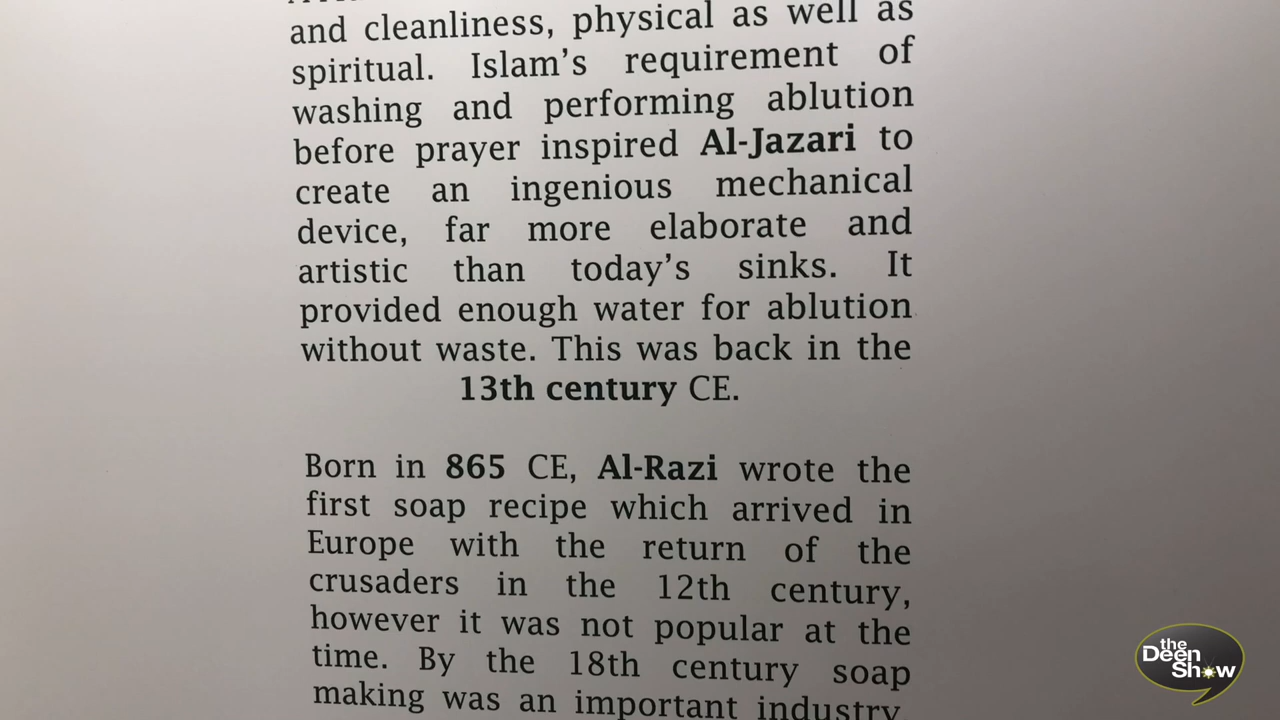 and cleanliness, physical as well as
spiritual. Islam’s requirement of
washing and performing ablution
before prayer inspired Al-Jazari to
create an ingenious mechanical
device, far more elaborate and
artistic than today’s sinks. It
provided enough water for ablution
without waste. This was back in the
13th century CE.
Born in 865 CE, Al-Razi wrote the
first soap recipe which arrived in
Europe with the return of the
crusaders in the 12th century,
however it was not popular at the
time. By the 18th century soap
making was an important industry
the
Deen
Show